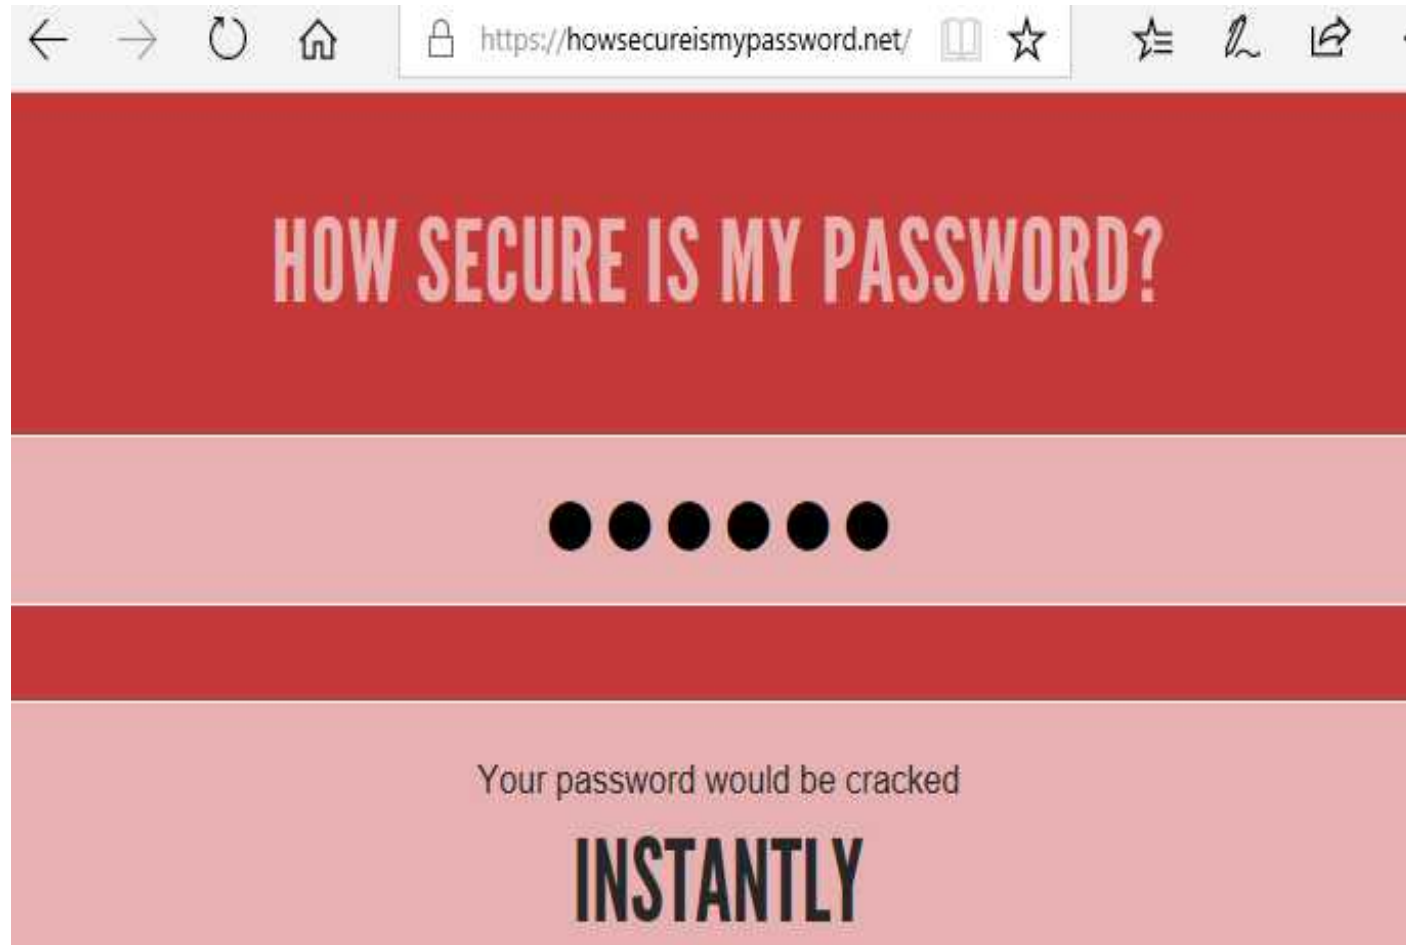 https://howsecureismypassword.net/
HOW SECURE IS MY PASSWORD?
••••••
Your password would be cracked
INSTANTLY